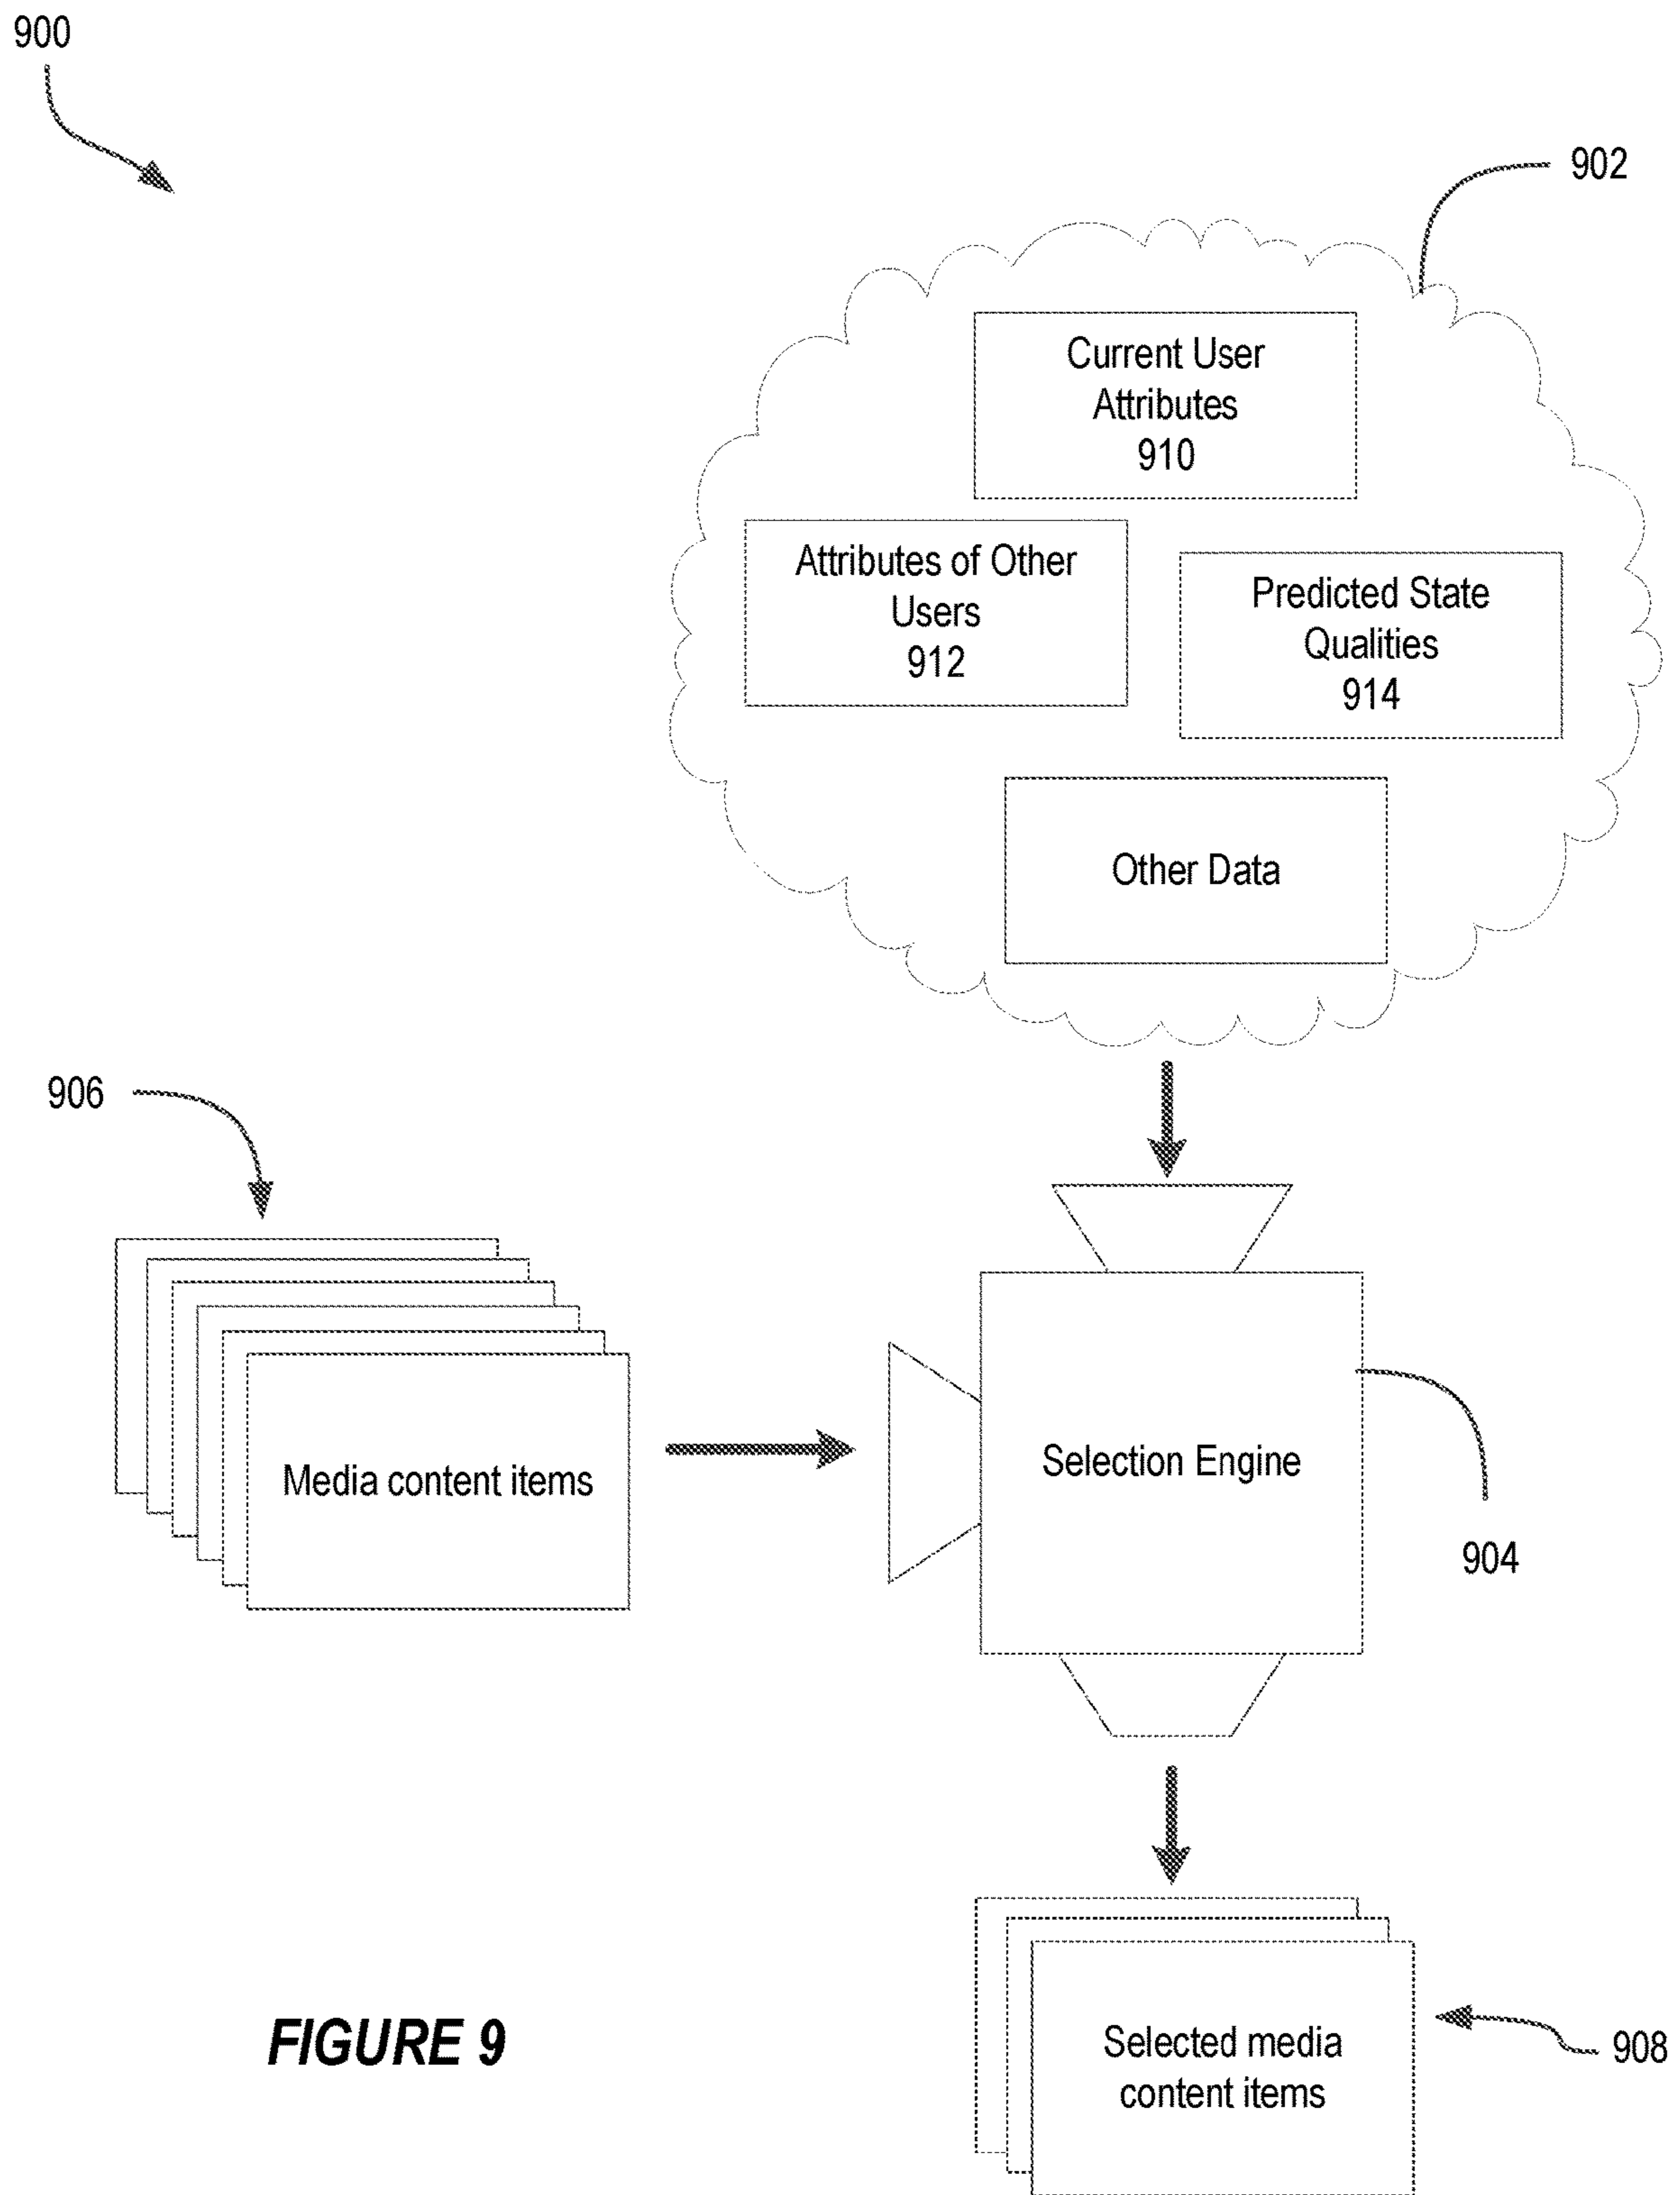 900
902
Current User
Attributes
910
Attributes of Other
Users
912
Predicted State
Qualities
914
Other Data
906
Media content items
Selection Engine
904
Selected media
content items
908
FIGURE 9